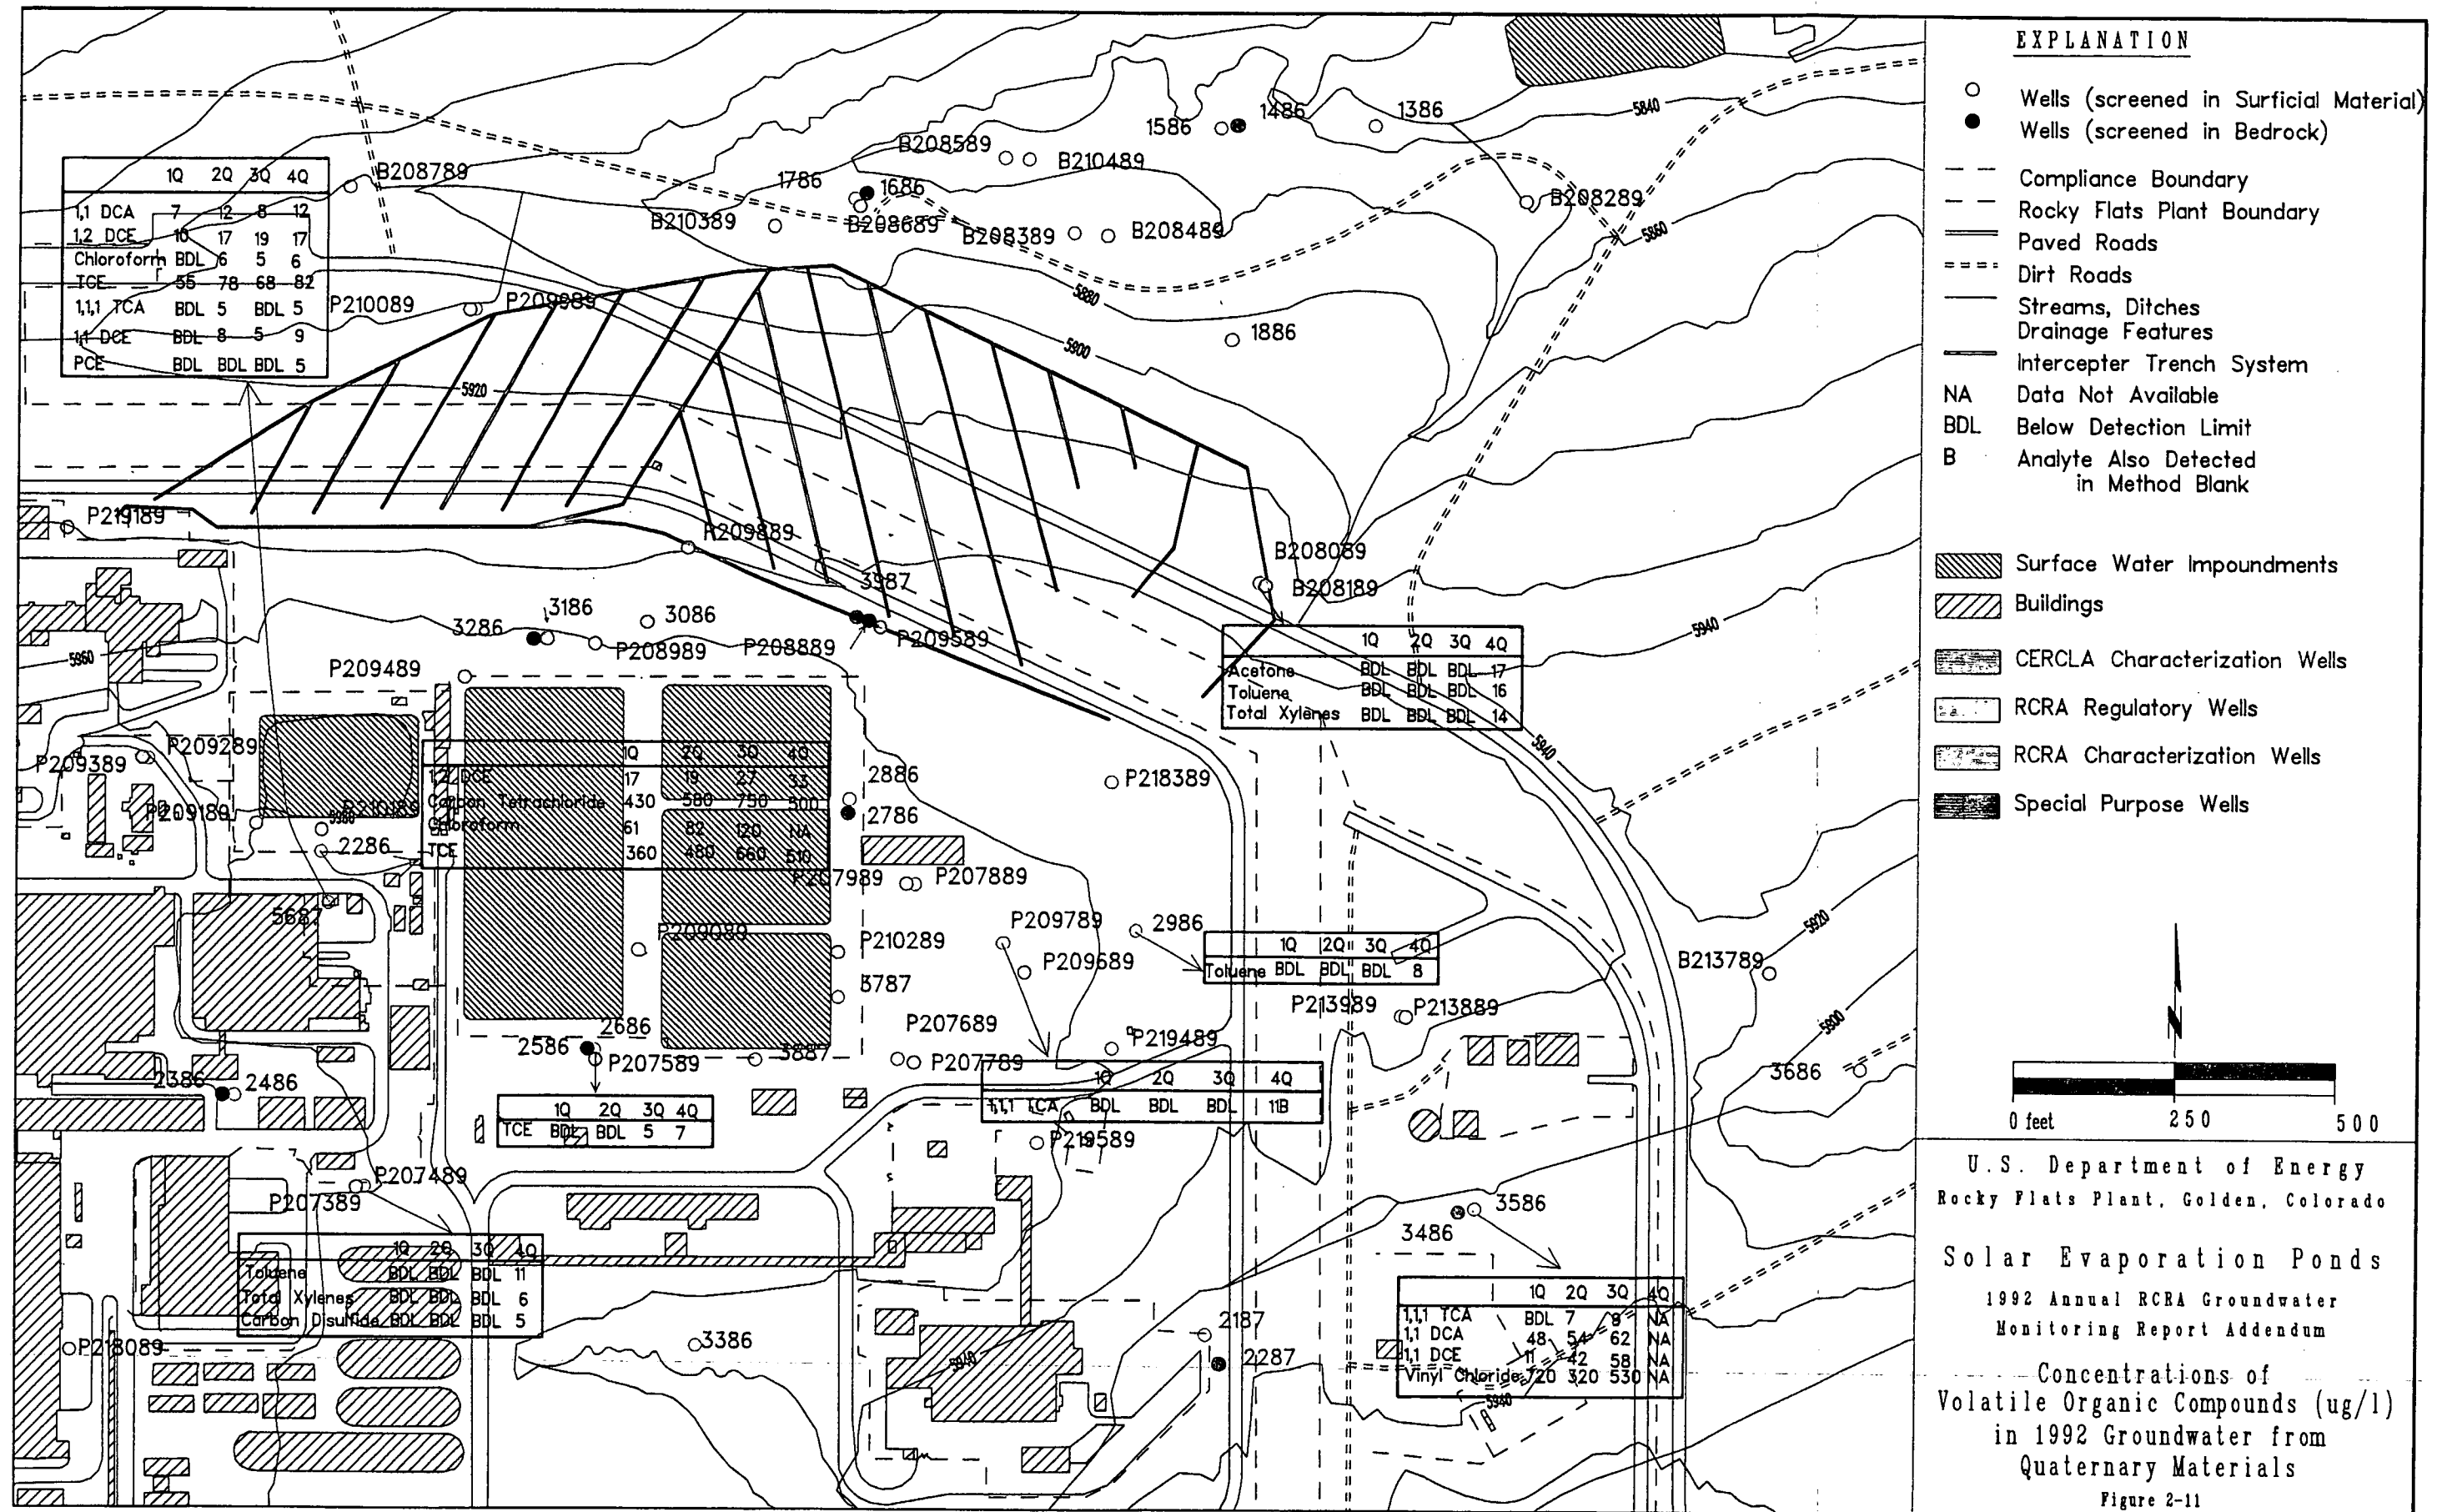 EXPLANATION
Wells (screened in Surficial Material)
Wells (screened in Bedrock)
Compliance Boundary
Rocky Flats Plant Boundary
Paved Roads
Dirt Roads
Streams, Ditches
Drainage Features
Intercepter Trench System
NA Data Not Available
BDL Below Detection Limit
B Analyte Also Detected
in Method Blank
Surface Water Impoundments
Buildings
CERCLA Characterization Wells
RCRA Regulatory Wells
RCRA Characterization Wells
Special Purpose Wells
N
0 feet 250 500
U.S. Department of Energy
Rocky Flats Plant, Golden, Colorado
Solar Evaporation Ponds
1992 Annual RCRA Groundwater
Monitoring Report Addendum
Concentrations of
Volatile Organic Compounds (ug/l)
in 1992 Groundwater from
Quaternary Materials
Figure 2-11
1Q 2Q 3Q 4Q
1,1 DCA 7 12 8 12
1,2 DCE 10 17 19 17
Chloroform BDL 6 5 6
TCE 55 78 68 82
1,1,1 TCA BDL 5 BDL 5
1,1 DCE BDL 8 5 9
PCE BDL BDL BDL 5
B208789
1586
1486
1386
5840
B208589
B210489
1786
1686
B210389
B208689
B208389
B208489
B208289
5860
P210089
P209989
5880
1886
5900
5920
P219189
P209889
3987
B208089
B208189
3286
3186
3086
P208989
P208889
P209589
5940
5960
P209489
1Q 2Q 3Q 4Q
Acetone BDL BDL BDL 17
Toluene BDL BDL BDL 16
Total Xylenes BDL BDL BDL 14
5940
P209389
P209289
P209189
P210189
5980
2286
1Q 2Q 3Q 4Q
1,2 DCE 17 19 27 33
Carbon Tetrachloride 430 580 750 500
Chloroform 61 82 120 NA
TCE 360 480 660 510
2886
2786
P218389
P207989
P207889
5687
P209089
P210289
3787
P209789
P209689
2986
1Q 2Q 3Q 4Q
Toluene BDL BDL BDL 8
B213789
5920
P213989
P213889
5800
3686
2686
2586
P207589
3887
P207689
P207789
P219489
2386
2486
1Q 2Q 3Q 4Q
TCE BDL BDL 5 7
1Q 2Q 3Q 4Q
1,1,1 TCA BDL BDL BDL 11B
P219589
P207489
P207389
3586
3486
1Q 2Q 3Q 4Q
Toluene BDL BDL BDL 11
Total Xylenes BDL BDL BDL 6
Carbon Disulfide BDL BDL BDL 5
P218089
3386
5940
2187
2287
1Q 2Q 3Q 4Q
1,1,1 TCA BDL 7 8 NA
1,1 DCA 48 54 62 NA
1,1 DCE 11 42 58 NA
Vinyl Chloride 720 320 530 NA
5940